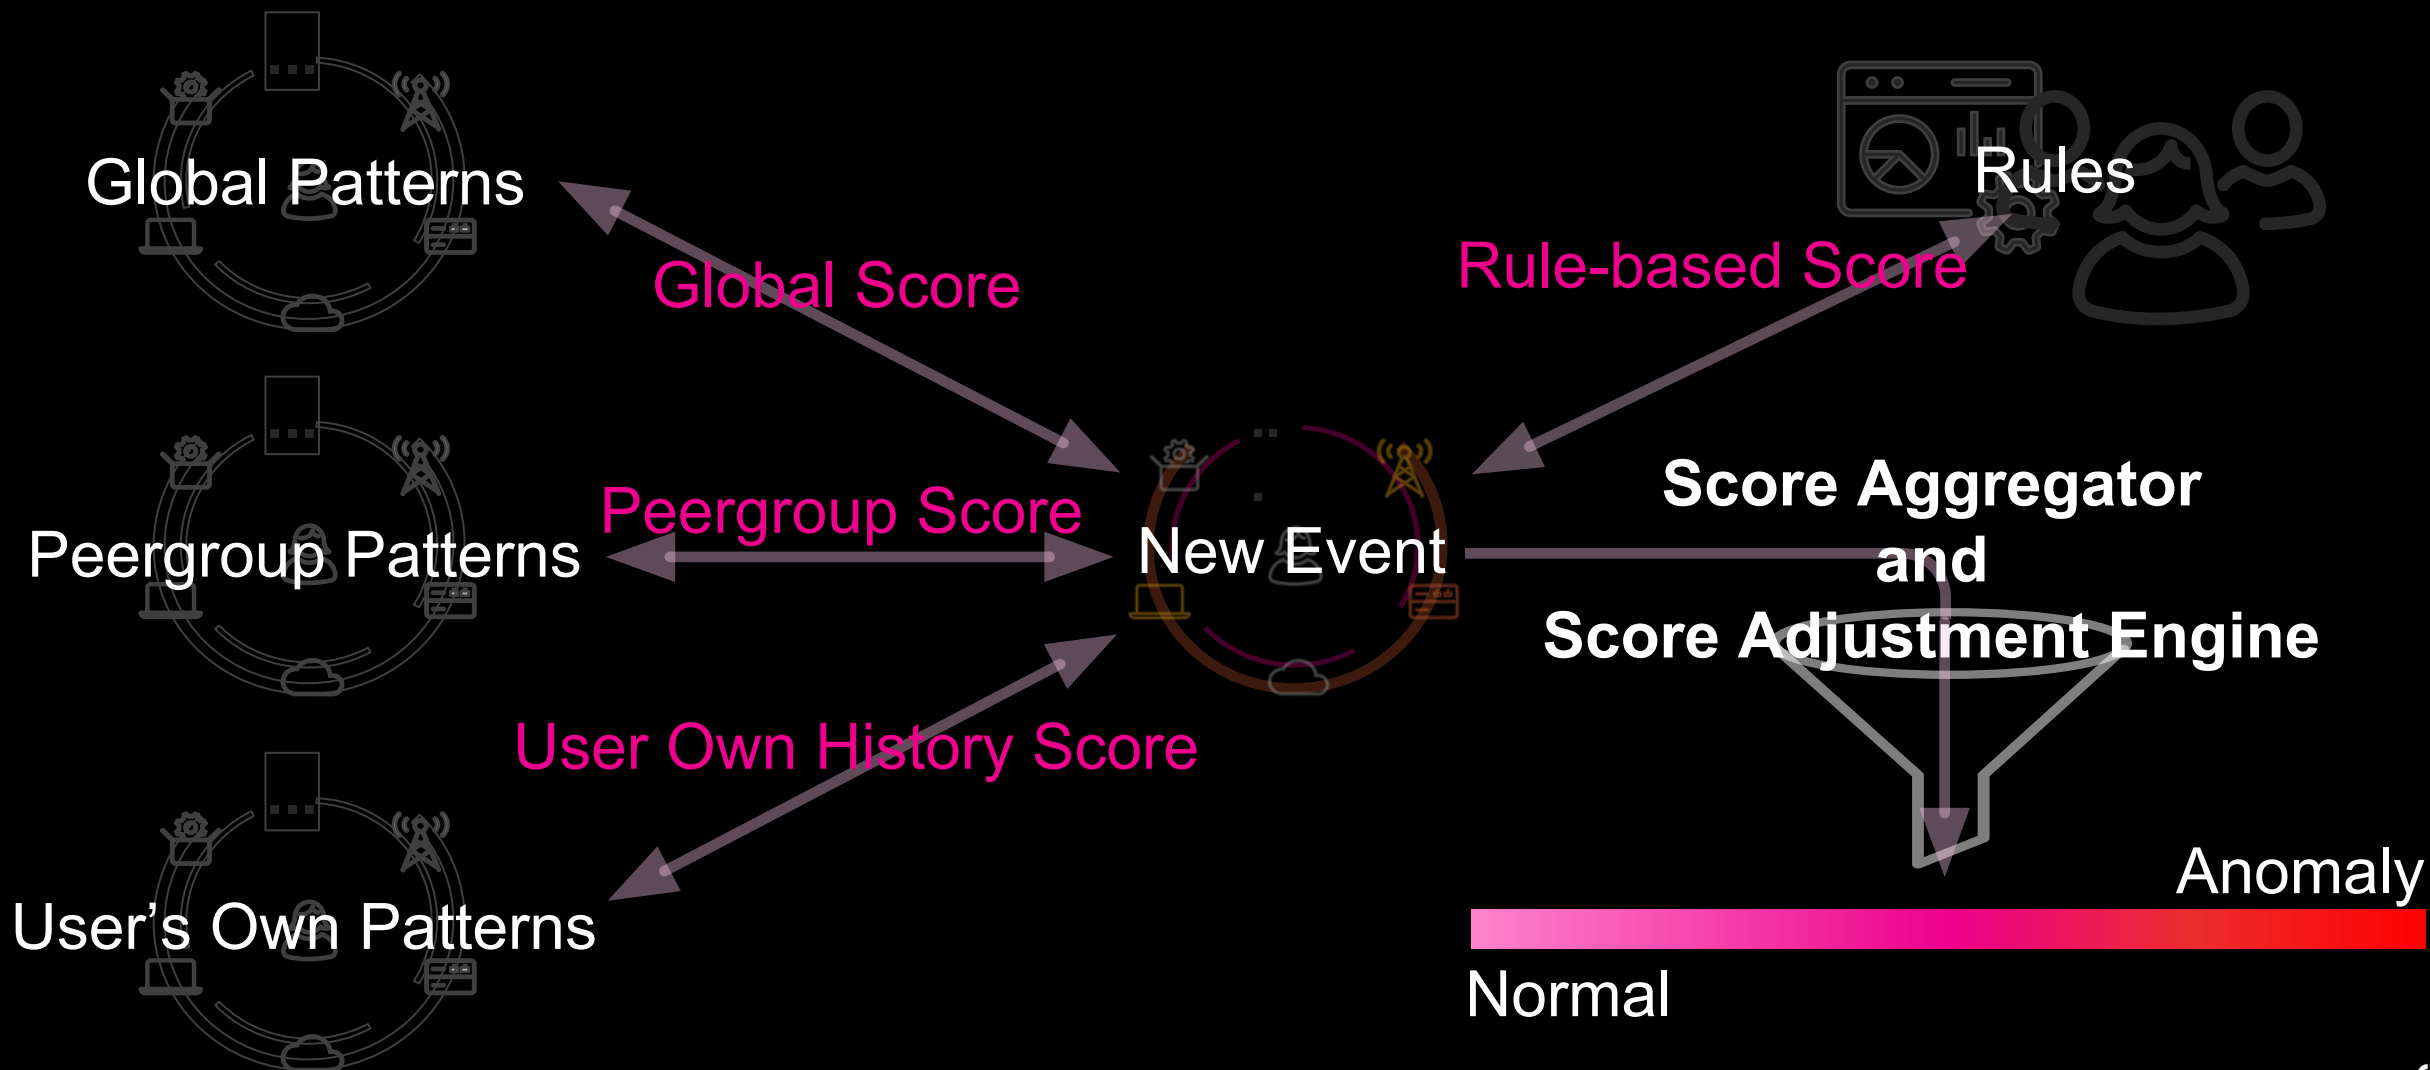 Global Patterns
Global Score
Rules
Rule-based Score
Peergroup Score
Peergroup Patterns
New Event
Score Aggregator
and
Score Adjustment Engine
User Own History Score
User’s Own Patterns
Anomaly
Normal